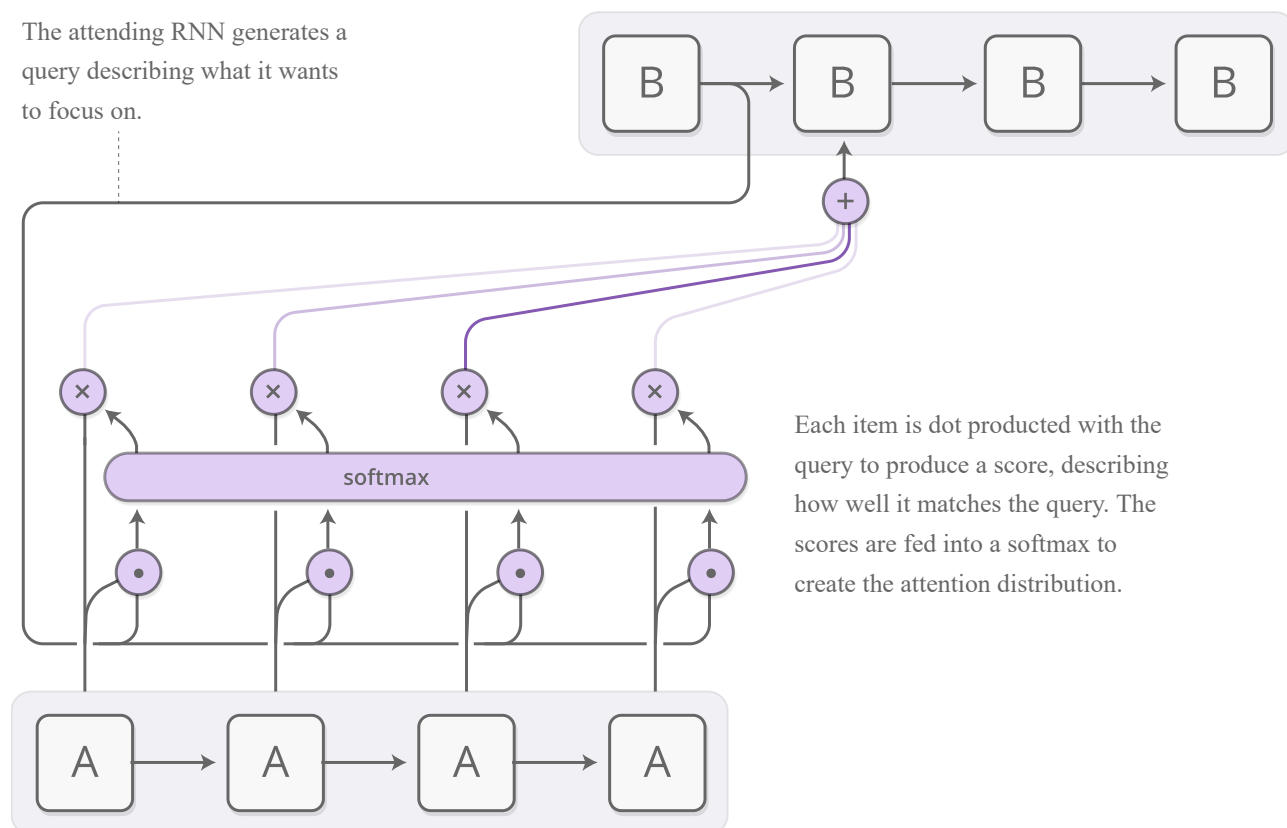 The attending RNN generates a
query describing what it wants
to focus on.
B
B
B
B
+
×
×
×
×
Each item is dot producted with the
query to produce a score, describing
how well it matches the query. The
scores are fed into a softmax to
create the attention distribution.
softmax
A
A
A
A